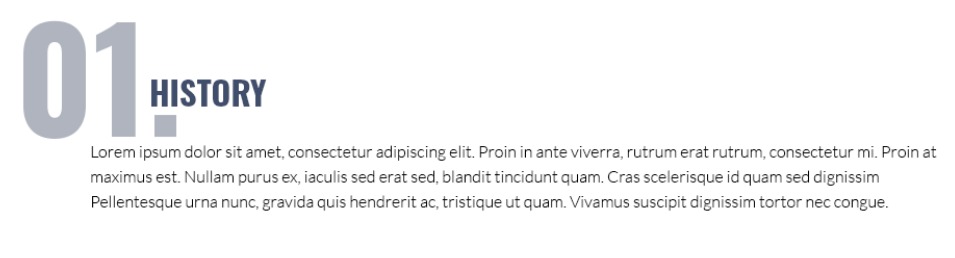 01.
HISTORY
Lorem ipsum dolor sit amet, consectetur adipiscing elit. Proin in ante viverra, rutrum erat rutrum, consectetur mi. Proin at
maximus est. Nullam purus ex, iaculis sed erat sed, blandit tincidunt quam. Cras scelerisque id quam sed dignissim
Pellentesque urna nunc, gravida quis hendrerit ac, tristique ut quam. Vivamus suscipit dignissim tortor nec congue.